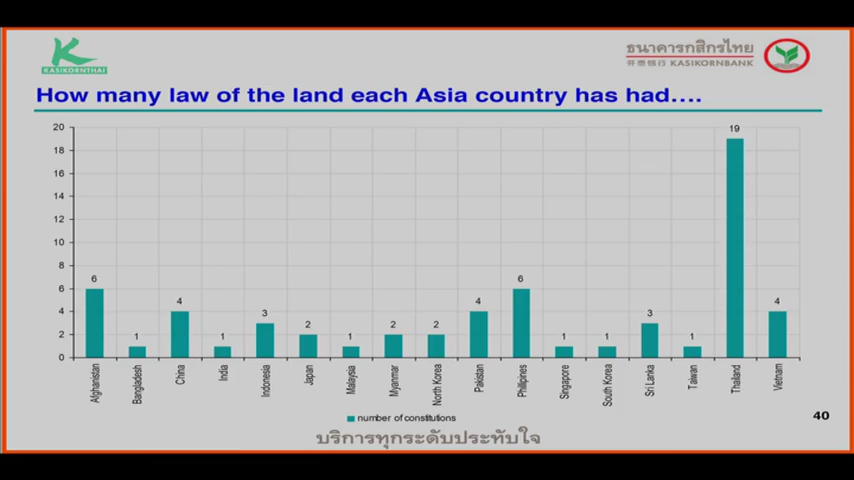 KASIKORNTHAI
ธนาคารกสิกรไทย
开泰银行 KASIKORNBANK
How many law of the land each Asia country has had....
20
18
16
14
12
10
8
6
4
2
0
6
1
4
1
3
2
1
2
2
4
6
1
1
3
1
19
4
Afghanistan
Bangladesh
China
India
Indonesia
Japan
Malaysia
Myanmar
North Korea
Pakistan
Phillipines
Singapore
South Korea
Sri Lanka
Taiwan
Thailand
Vietnam
number of constitutions
40
บริการทุกระดับประทับใจ